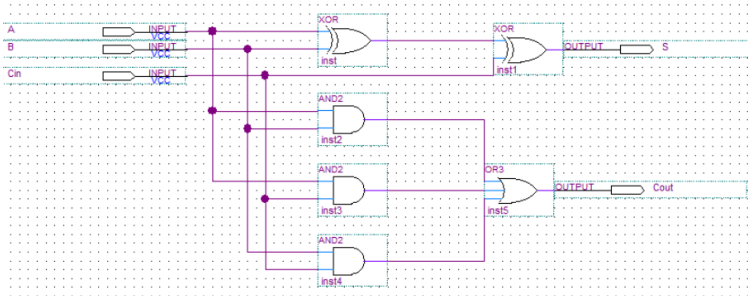 XOR
XOR
A INPUT
VCC
B INPUT
VCC
inst
OUTPUT S
Cin INPUT
VCC
inst1
AND2
inst2
AND2
OR3
OUTPUT Cout
inst3
inst5
AND2
inst4